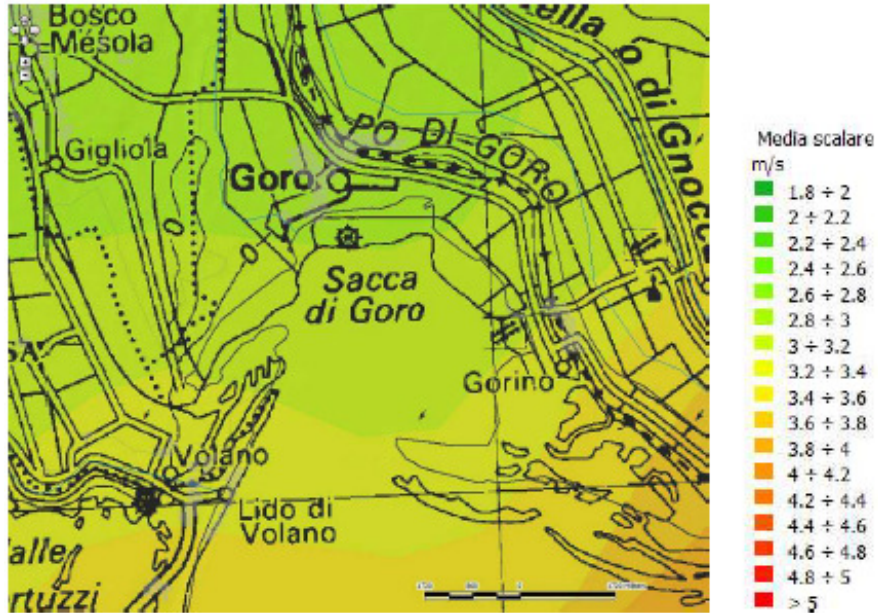 Bosco
Mesola
Gigliola
Goro
PO DI GORO
di Gnocca
Sacca
di Goro
Gorino
Volano
Lido di
Volano
0
0
Media scalare
m/s
1.8 ÷ 2
2 ÷ 2.2
2.2 ÷ 2.4
2.4 ÷ 2.6
2.6 ÷ 2.8
2.8 ÷ 3
3 ÷ 3.2
3.2 ÷ 3.4
3.4 ÷ 3.6
3.6 ÷ 3.8
3.8 ÷ 4
4 ÷ 4.2
4.2 ÷ 4.4
4.4 ÷ 4.6
4.6 ÷ 4.8
4.8 ÷ 5
> 5